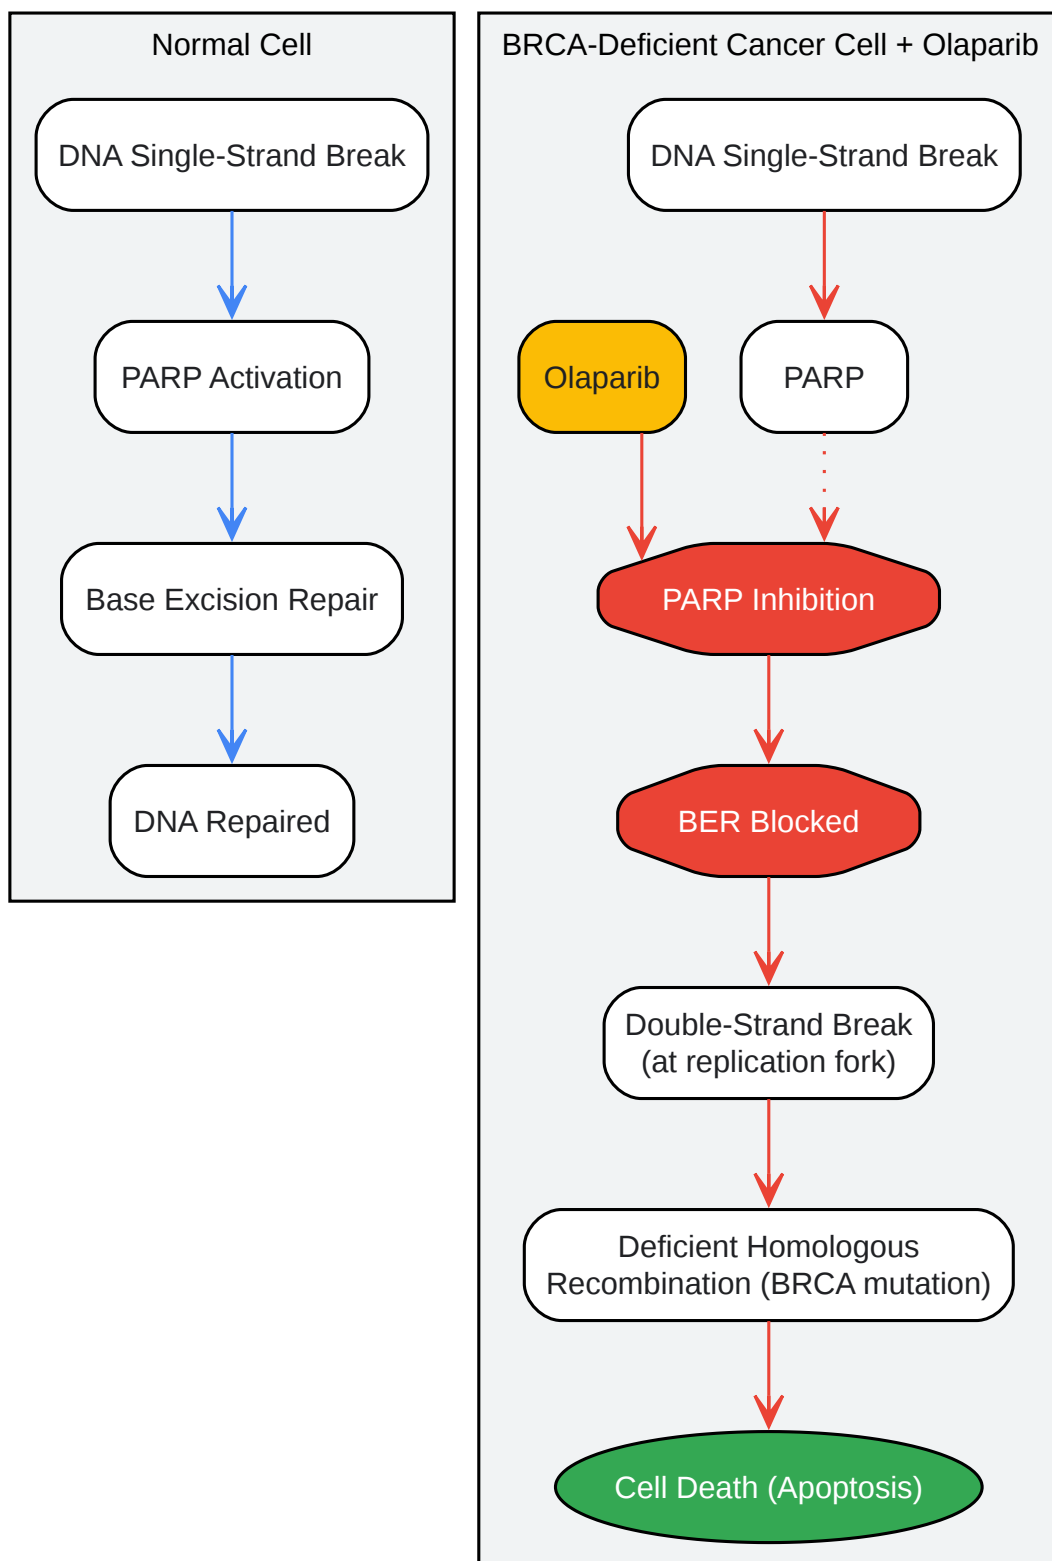 Normal Cell
DNA Single-Strand Break
PARP Activation
Base Excision Repair
DNA Repaired
BRCA-Deficient Cancer Cell + Olaparib
DNA Single-Strand Break
Olaparib
PARP
PARP Inhibition
BER Blocked
Double-Strand Break
(at replication fork)
Deficient Homologous
Recombination (BRCA mutation)
Cell Death (Apoptosis)